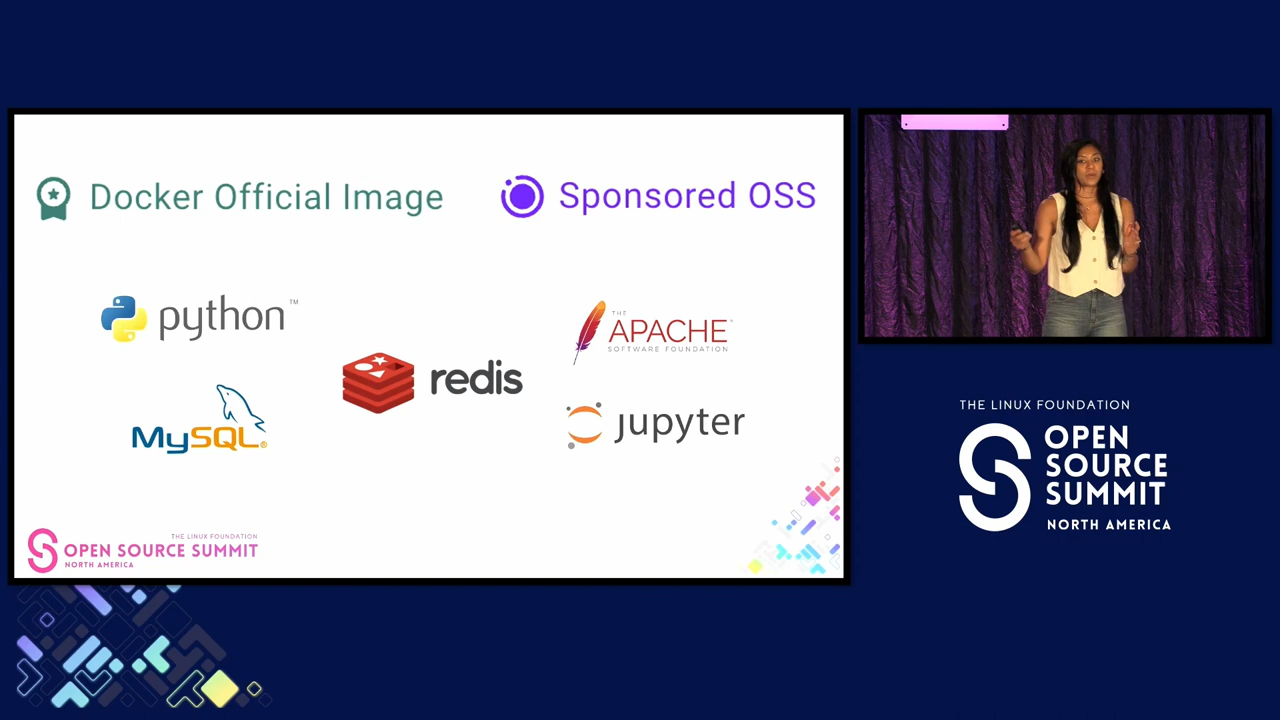 Docker Official Image
Sponsored OSS
python™
THE
APACHE®
SOFTWARE FOUNDATION
redis
MySQL®
jupyter
THE LINUX FOUNDATION
OPEN SOURCE SUMMIT
NORTH AMERICA
THE LINUX FOUNDATION
OPEN
SOURCE
SUMMIT
NORTH AMERICA